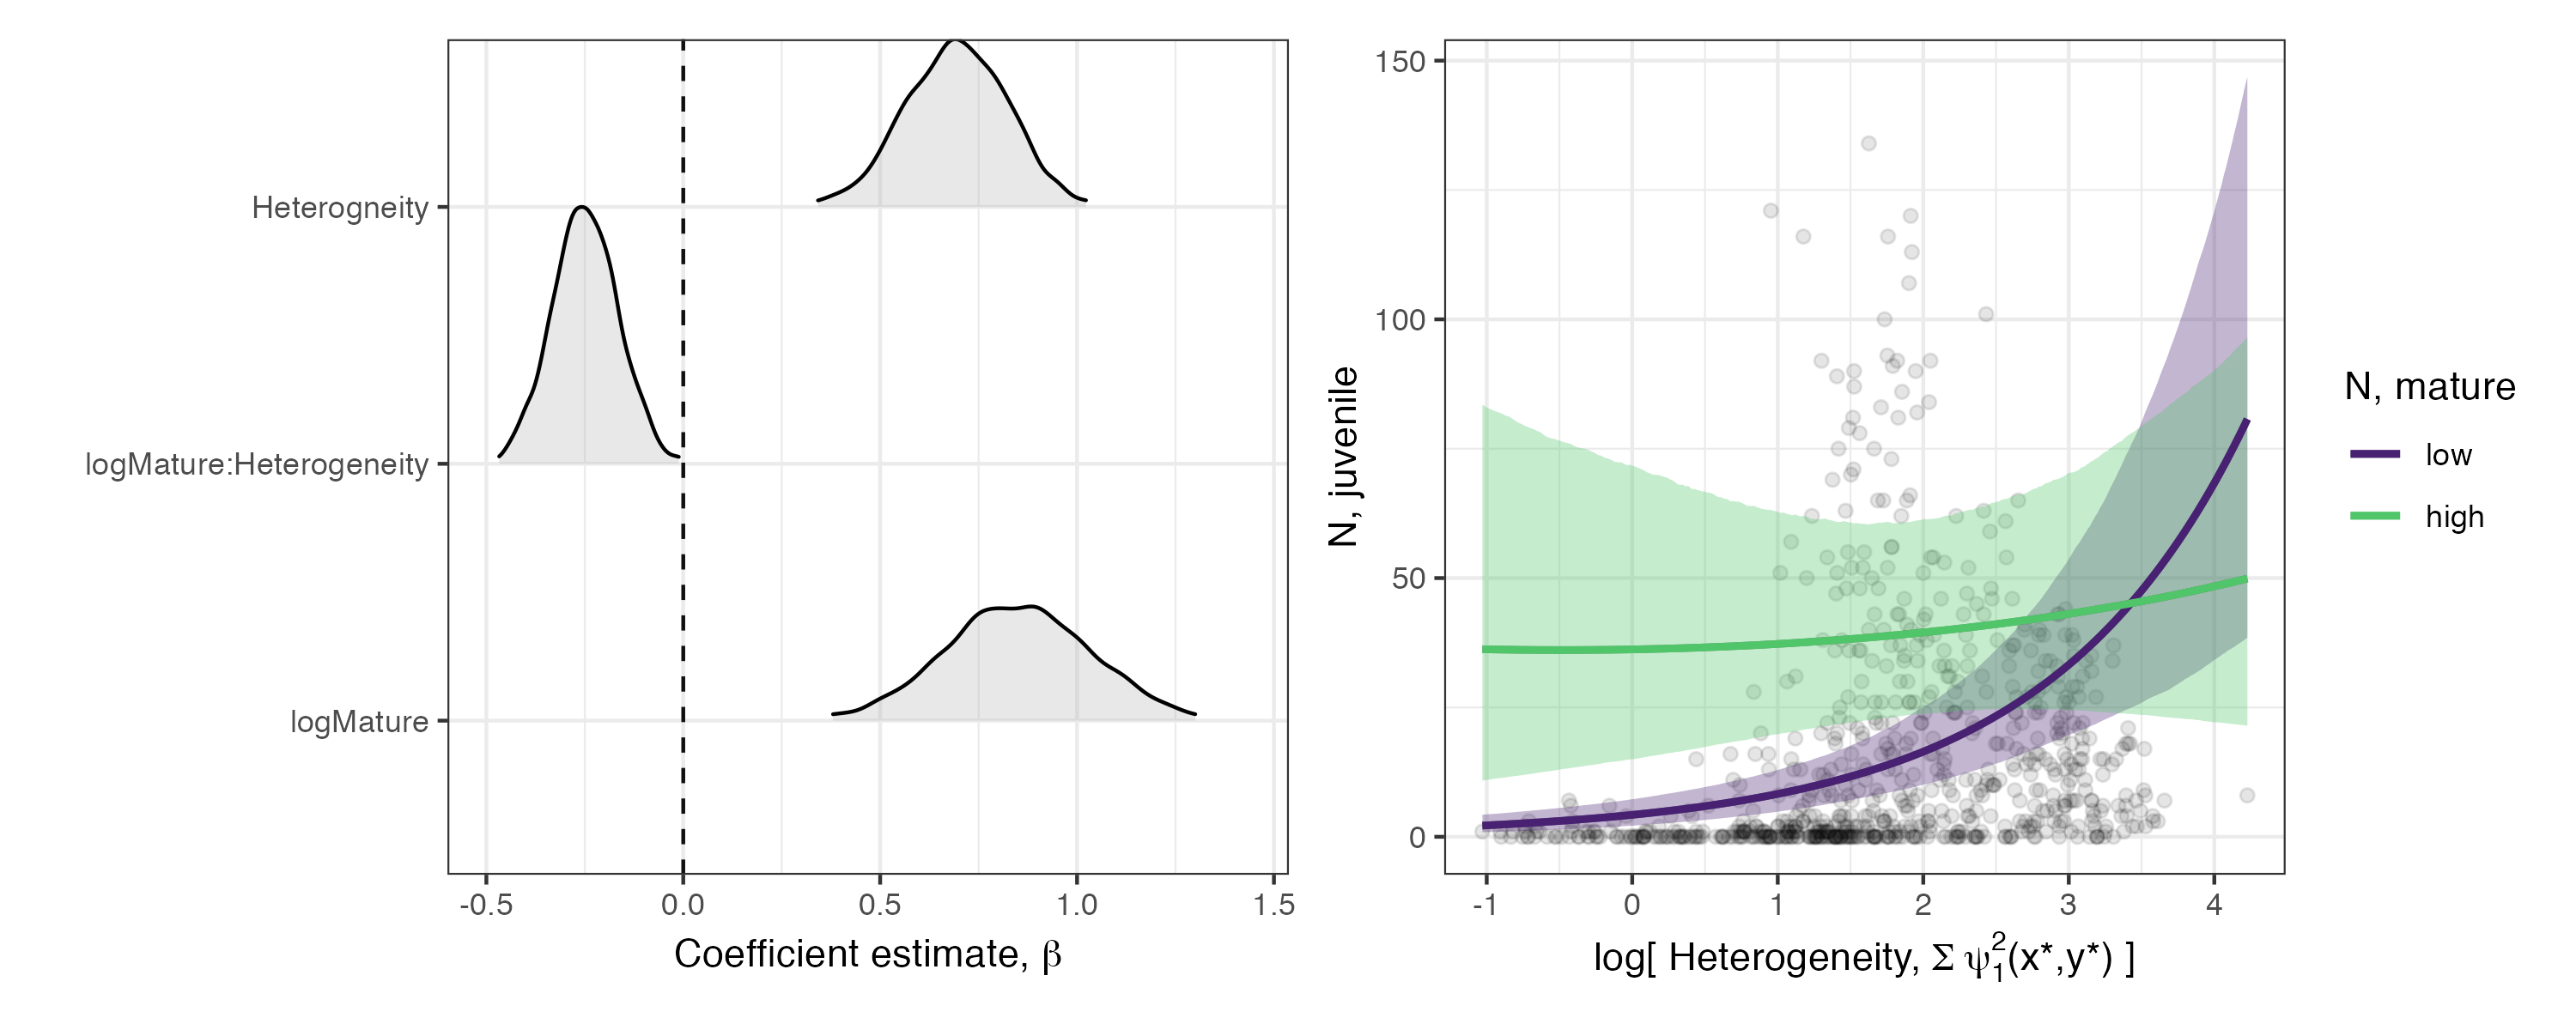 Heterogneity
logMature:Heterogeneity
logMature
-0.5 0.0 0.5 1.0 1.5
Coefficient estimate, β
N, juvenile
150
100
50
0
-1 0 1 2 3 4
log[ Heterogeneity, Σ ψ₁²(x*,y*) ]
N, mature
low
high